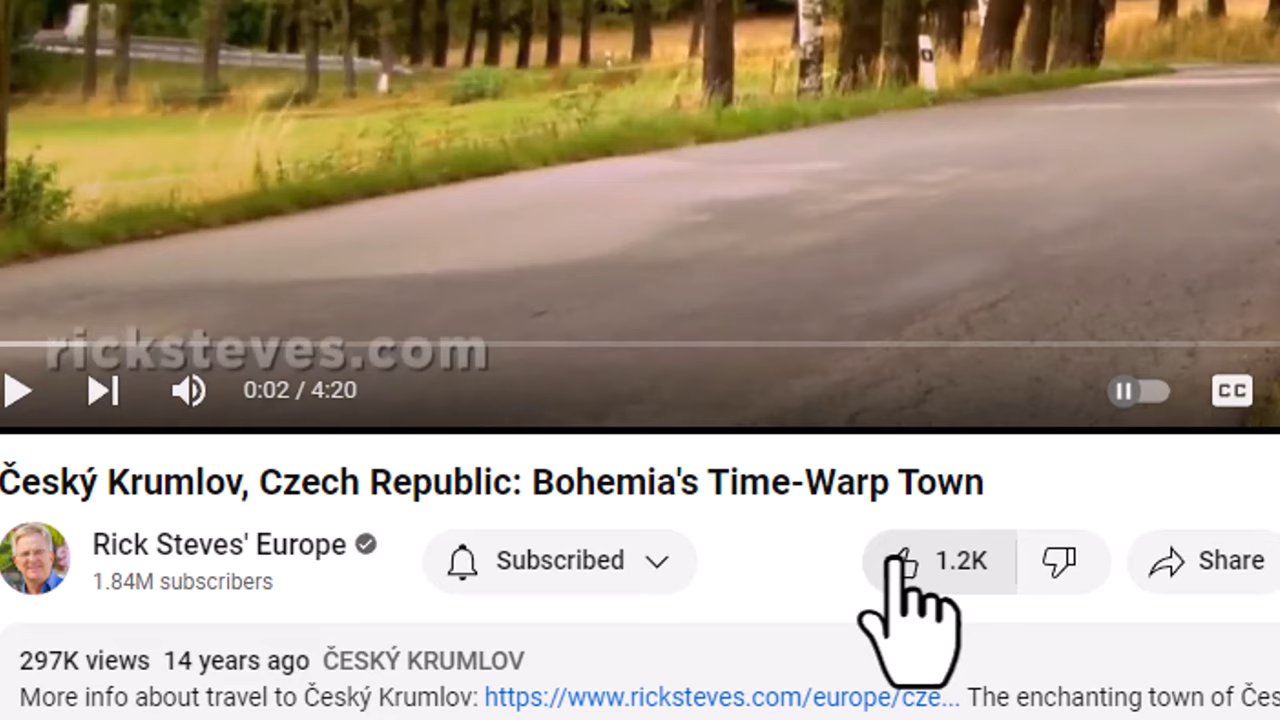 ricksteves.com
0:02 / 4:20
CC
Český Krumlov, Czech Republic: Bohemia's Time-Warp Town
Rick Steves' Europe
1.84M subscribers
Subscribed
1.2K
Share
297K views 14 years ago ČESKÝ KRUMLOV
More info about travel to Český Krumlov: https://www.ricksteves.com/europe/cze... The enchanting town of Čes